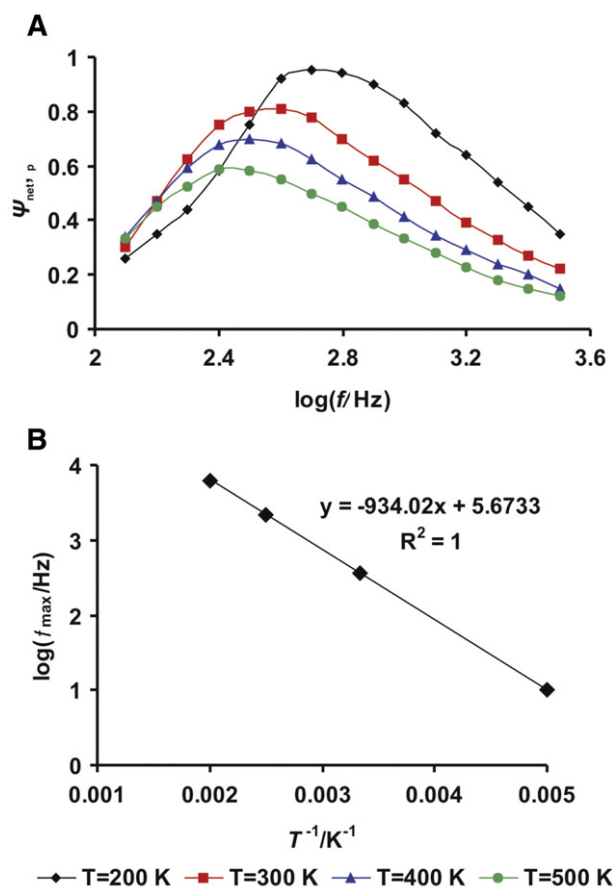 A
1
0.8
0.6
0.4
0.2
0
Ψnet, p
2 2.4 2.8 3.2 3.6
log(f/Hz)
B
4
3
2
1
0
log(fmax/Hz)
y = -934.02x + 5.6733
R² = 1
0.001 0.002 0.003 0.004 0.005
T⁻¹/K⁻¹
T=200 K T=300 K T=400 K T=500 K